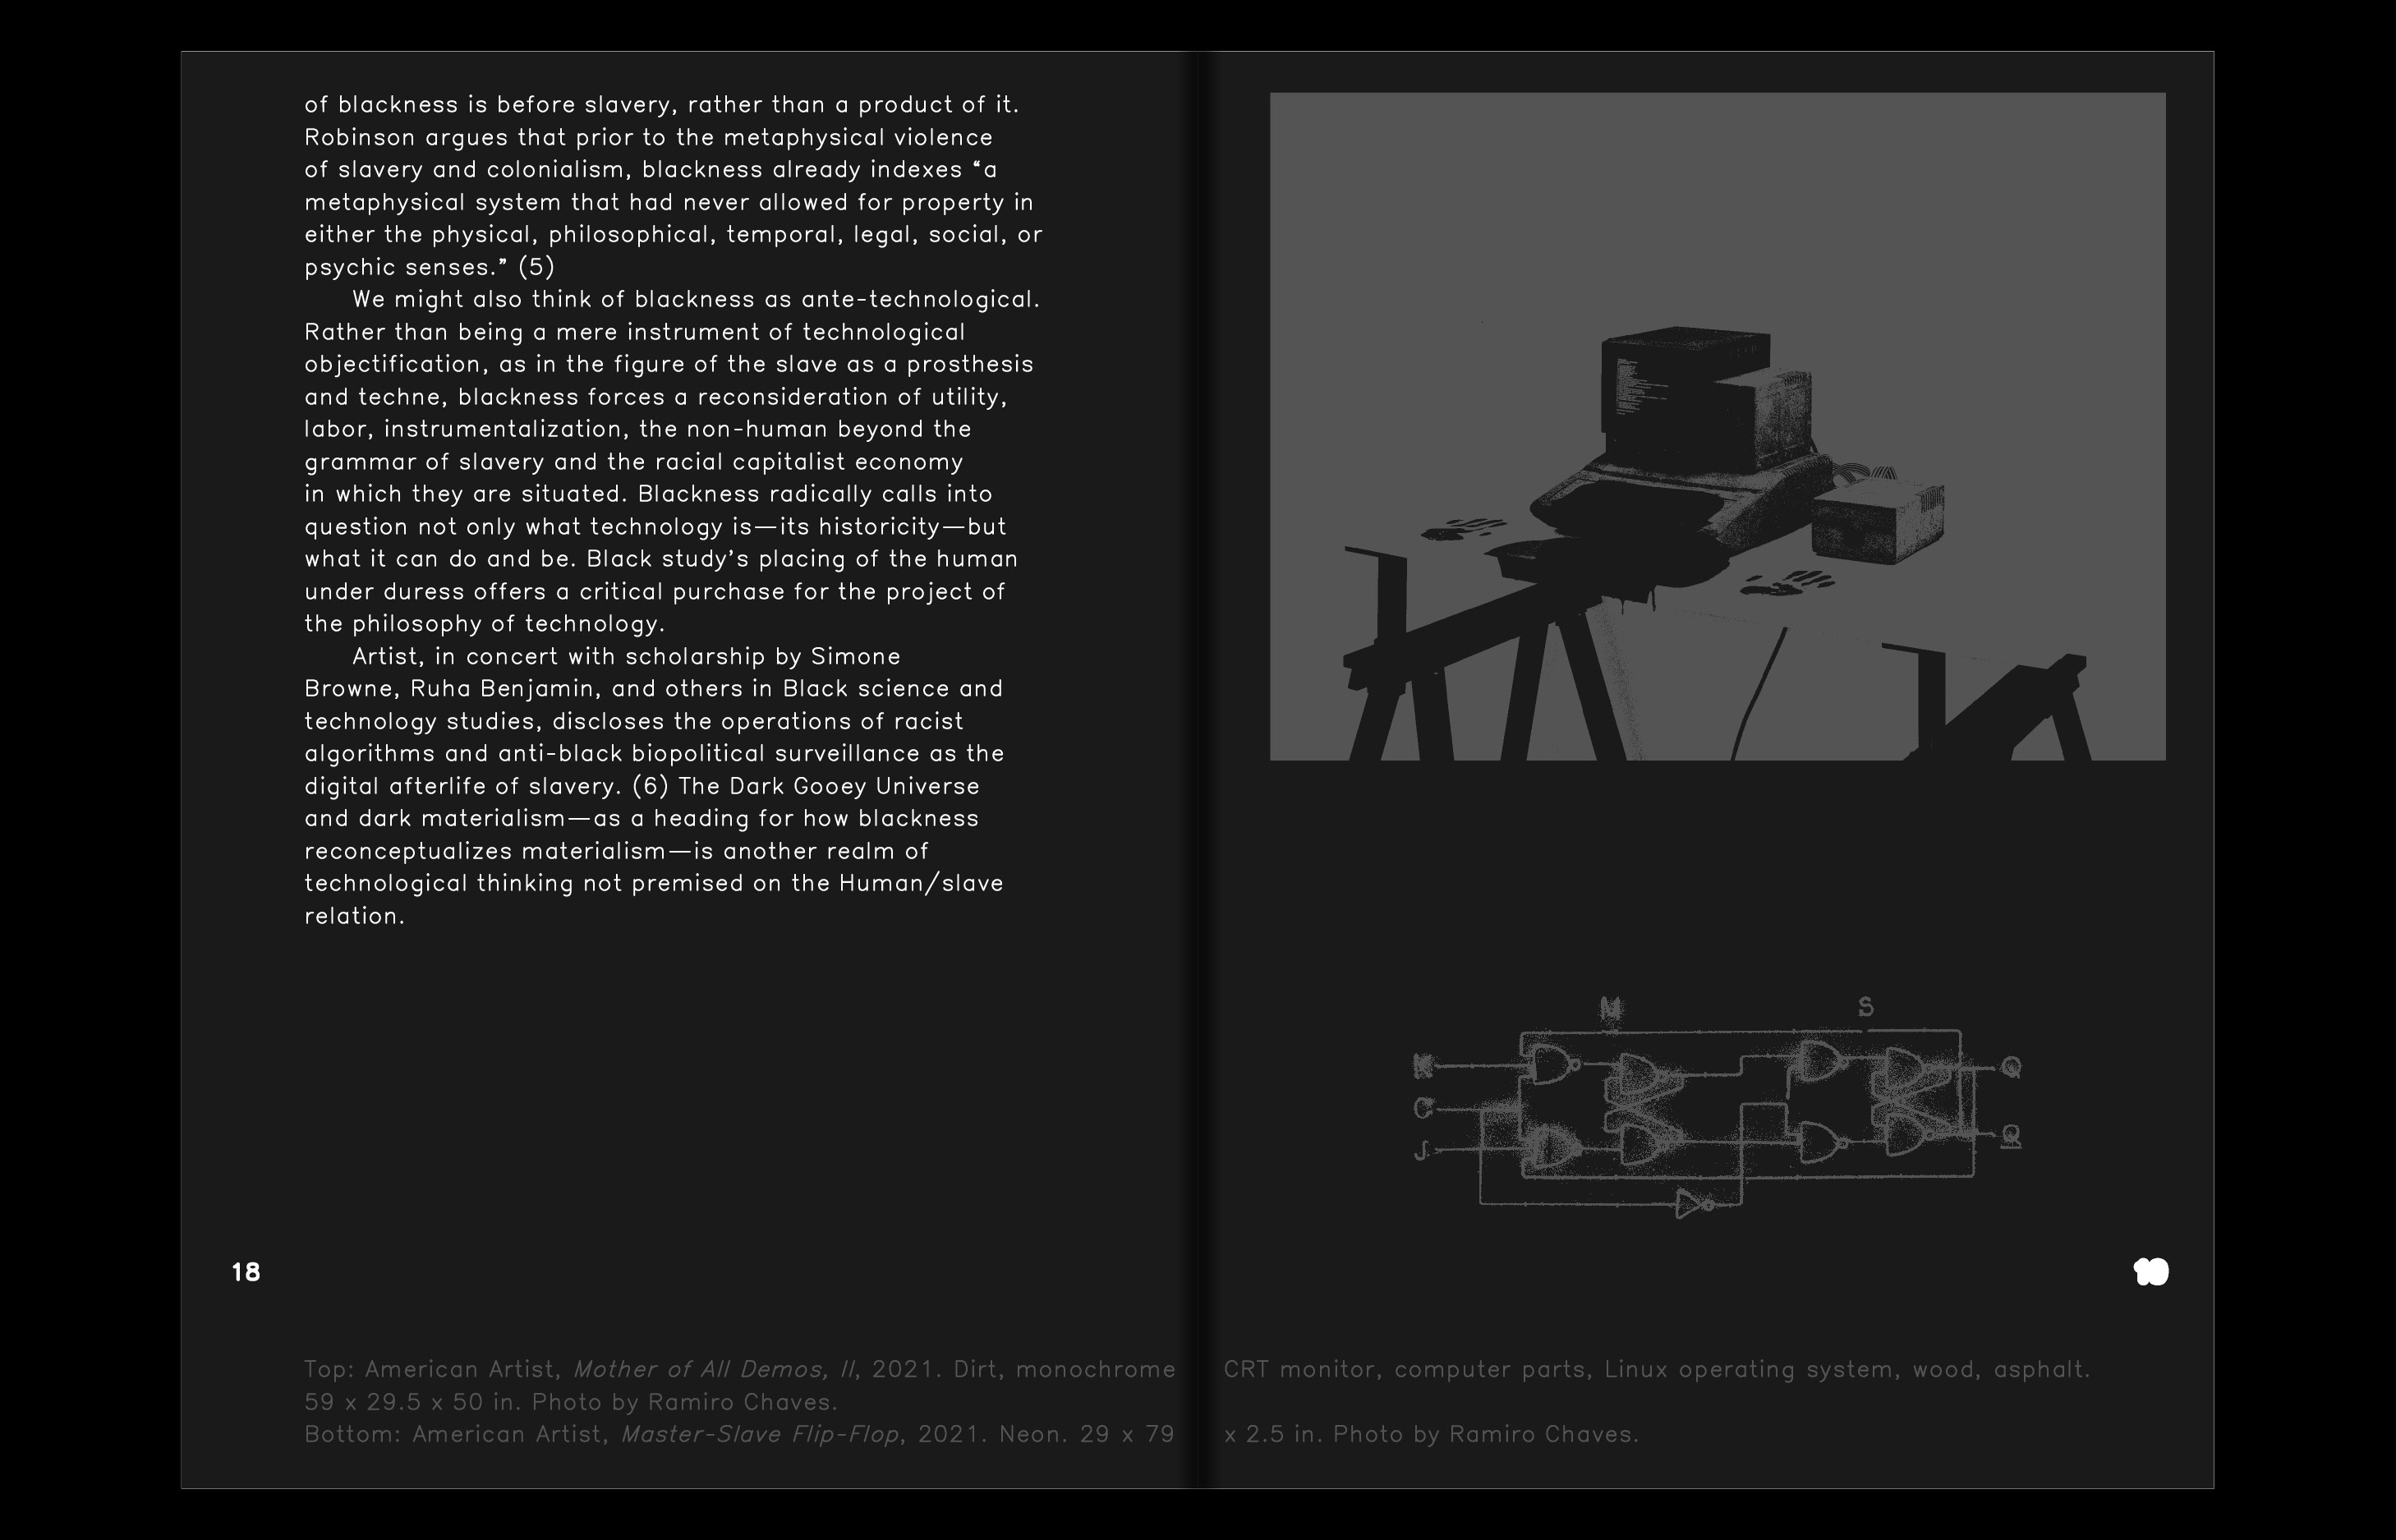 of blackness is before slavery, rather than a product of it.
Robinson argues that prior to the metaphysical violence
of slavery and colonialism, blackness already indexes “a
metaphysical system that had never allowed for property in
either the physical, philosophical, temporal, legal, social, or
psychic senses.” (5)
We might also think of blackness as ante-technological.
Rather than being a mere instrument of technological
objectification, as in the figure of the slave as a prosthesis
and techne, blackness forces a reconsideration of utility,
labor, instrumentalization, the non-human beyond the
grammar of slavery and the racial capitalist economy
in which they are situated. Blackness radically calls into
question not only what technology is—its historicity—but
what it can do and be. Black study’s placing of the human
under duress offers a critical purchase for the project of
the philosophy of technology.
Artist, in concert with scholarship by Simone
Browne, Ruha Benjamin, and others in Black science and
technology studies, discloses the operations of racist
algorithms and anti-black biopolitical surveillance as the
digital afterlife of slavery. (6) The Dark Gooey Universe
and dark materialism—as a heading for how blackness
reconceptualizes materialism—is another realm of
technological thinking not premised on the Human/slave
relation.
M S
Q
C
J
Q
18
Top: American Artist, Mother of All Demos, II, 2021. Dirt, monochrome CRT monitor, computer parts, Linux operating system, wood, asphalt.
59 x 29.5 x 50 in. Photo by Ramiro Chaves.
Bottom: American Artist, Master-Slave Flip-Flop, 2021. Neon. 29 x 79 x 2.5 in. Photo by Ramiro Chaves.